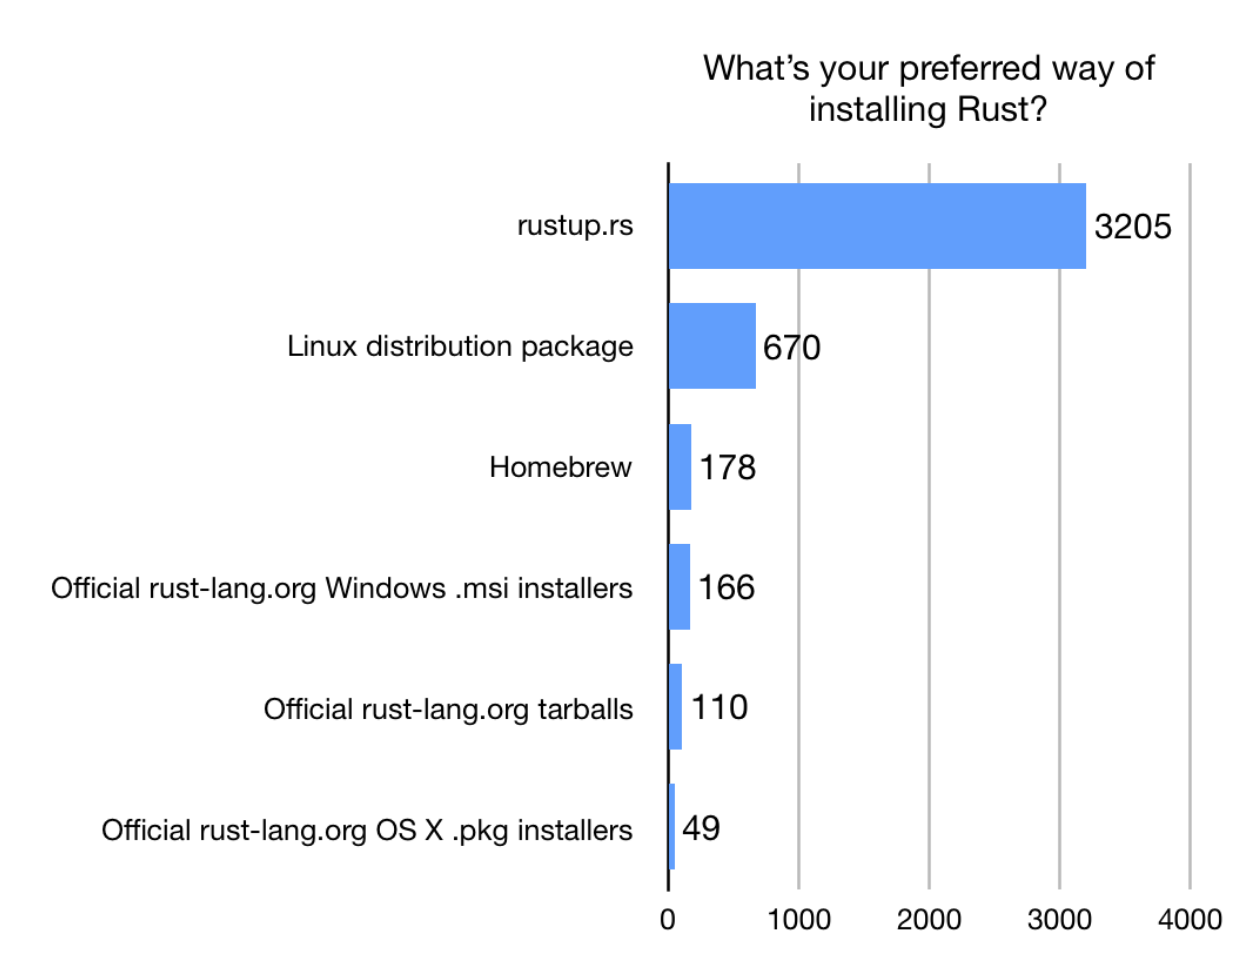 What’s your preferred way of
installing Rust?
rustup.rs
3205
Linux distribution package
670
Homebrew
178
Official rust-lang.org Windows .msi installers
166
Official rust-lang.org tarballs
110
Official rust-lang.org OS X .pkg installers
49
0 1000 2000 3000 4000